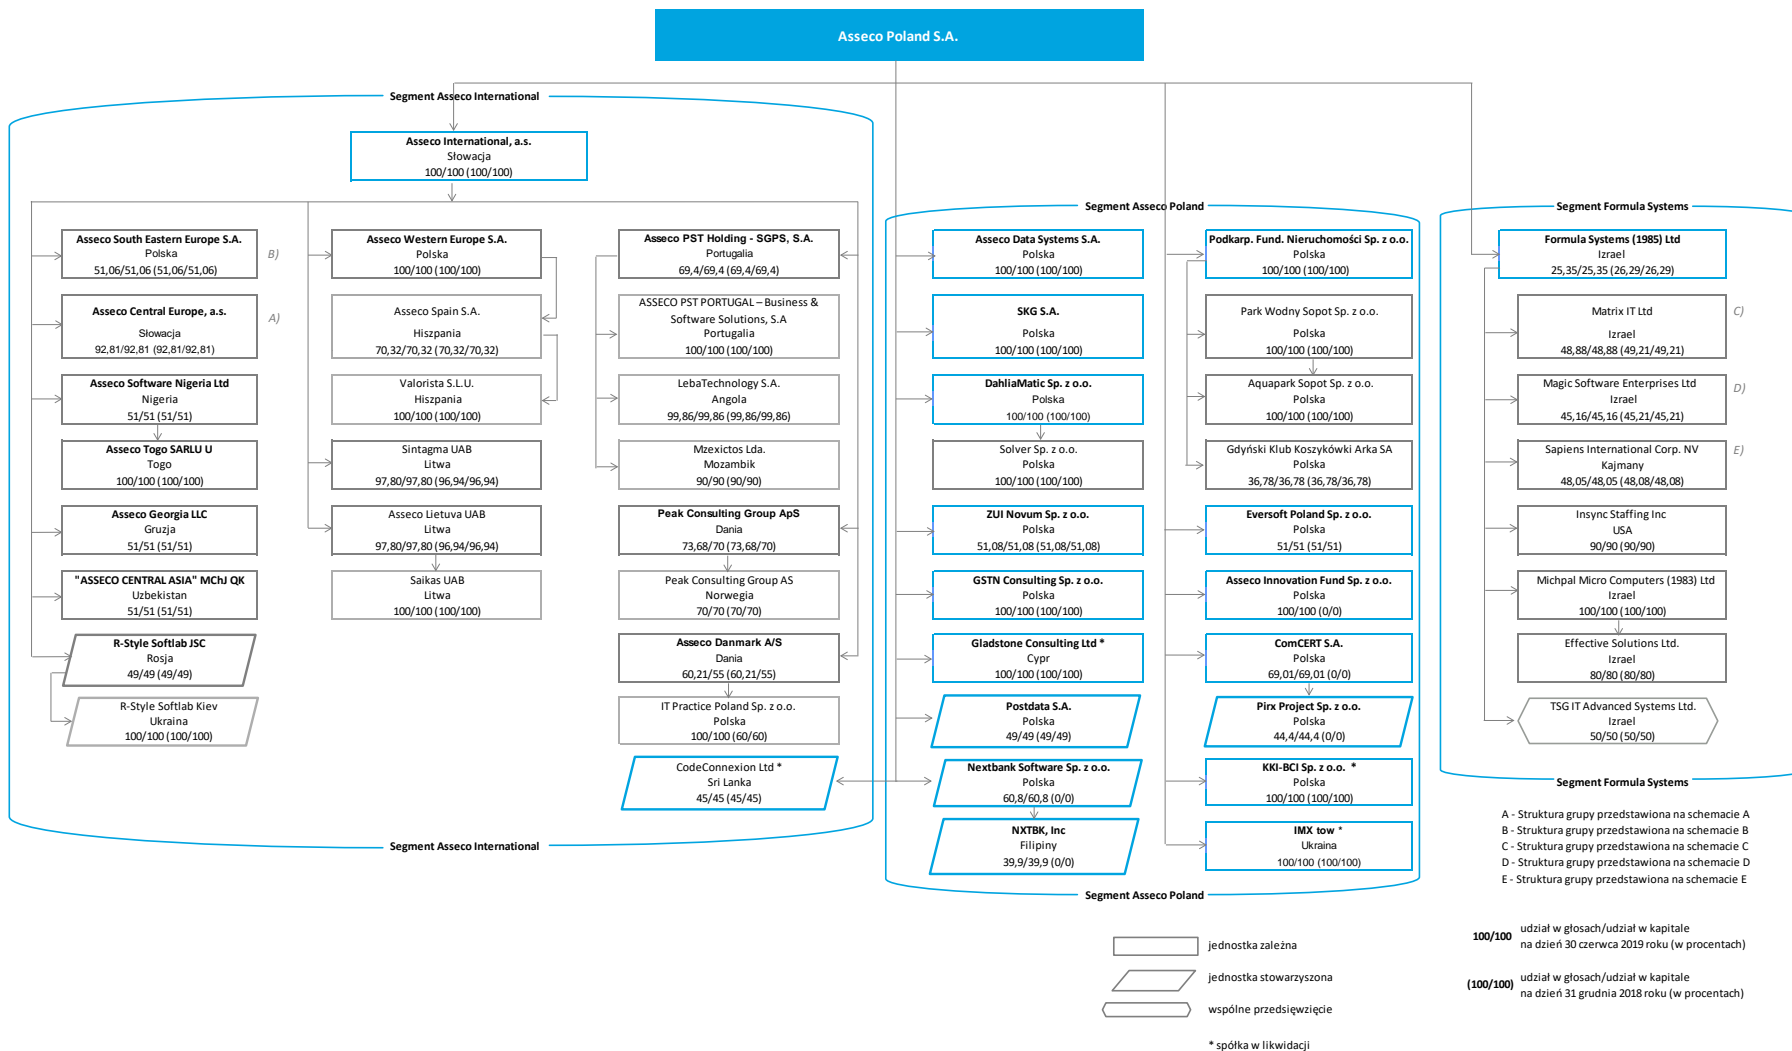 Asseco Poland S.A.
Segment Asseco International
Asseco International, a.s.
Słowacja
100/100 (100/100)
Asseco South Eastern Europe S.A.
Polska
51,06/51,06 (51,06/51,06)
B)
Asseco Central Europe, a.s.
Słowacja
92,81/92,81 (92,81/92,81)
A)
Asseco Software Nigeria Ltd
Nigeria
51/51 (51/51)
Asseco Togo SARLU U
Togo
100/100 (100/100)
Asseco Georgia LLC
Gruzja
51/51 (51/51)
"ASSECO CENTRAL ASIA" MChJ QK
Uzbekistan
51/51 (51/51)
R-Style Softlab JSC
Rosja
49/49 (49/49)
R-Style Softlab Kiev
Ukraina
100/100 (100/100)
Asseco Western Europe S.A.
Polska
100/100 (100/100)
Asseco Spain S.A.
Hiszpania
70,32/70,32 (70,32/70,32)
Valorista S.L.U.
Hiszpania
100/100 (100/100)
Sintagma UAB
Litwa
97,80/97,80 (96,94/96,94)
Asseco Lietuva UAB
Litwa
97,80/97,80 (96,94/96,94)
Saikas UAB
Litwa
100/100 (100/100)
Asseco PST Holding - SGPS, S.A.
Portugalia
69,4/69,4 (69,4/69,4)
ASSECO PST PORTUGAL – Business &
Software Solutions, S.A
Portugalia
100/100 (100/100)
LebaTechnology S.A.
Angola
99,86/99,86 (99,86/99,86)
Mzexictos Lda.
Mozambik
90/90 (90/90)
Peak Consulting Group ApS
Dania
73,68/70 (73,68/70)
Peak Consulting Group AS
Norwegia
70/70 (70/70)
Asseco Danmark A/S
Dania
60,21/55 (60,21/55)
IT Practice Poland Sp. z o.o.
Polska
100/100 (60/60)
CodeConnexion Ltd *
Sri Lanka
45/45 (45/45)
Segment Asseco International
Segment Asseco Poland
Asseco Data Systems S.A.
Polska
100/100 (100/100)
SKG S.A.
Polska
100/100 (100/100)
DahliaMatic Sp. z o.o.
Polska
100/100 (100/100)
Solver Sp. z o.o.
Polska
100/100 (100/100)
ZUI Novum Sp. z o.o.
Polska
51,08/51,08 (51,08/51,08)
GSTN Consulting Sp. z o.o.
Polska
100/100 (100/100)
Gladstone Consulting Ltd *
Cypr
100/100 (100/100)
Postdata S.A.
Polska
49/49 (49/49)
Nextbank Software Sp. z o.o.
Polska
60,8/60,8 (0/0)
NXTBK, Inc
Filipiny
39,9/39,9 (0/0)
Podkarp. Fund. Nieruchomości Sp. z o.o.
Polska
100/100 (100/100)
Park Wodny Sopot Sp. z o.o.
Polska
100/100 (100/100)
Aquapark Sopot Sp. z o.o.
Polska
100/100 (100/100)
Gdyński Klub Koszykówki Arka SA
Polska
36,78/36,78 (36,78/36,78)
Eversoft Poland Sp. z o.o.
Polska
51/51 (51/51)
Asseco Innovation Fund Sp. z o.o.
Polska
100/100 (0/0)
ComCERT S.A.
Polska
69,01/69,01 (0/0)
Pirx Project Sp. z o.o.
Polska
44,4/44,4 (0/0)
KKI-BCI Sp. z o.o. *
Polska
100/100 (100/100)
IMX tow *
Ukraina
100/100 (100/100)
Segment Asseco Poland
Segment Formula Systems
Formula Systems (1985) Ltd
Izrael
25,35/25,35 (26,29/26,29)
Matrix IT Ltd
Izrael
48,88/48,88 (49,21/49,21)
C)
Magic Software Enterprises Ltd
Izrael
45,16/45,16 (45,21/45,21)
D)
Sapiens International Corp. NV
Kajmany
48,05/48,05 (48,08/48,08)
E)
Insync Staffing Inc
USA
90/90 (90/90)
Michpal Micro Computers (1983) Ltd
Izrael
100/100 (100/100)
Effective Solutions Ltd.
Izrael
80/80 (80/80)
TSG IT Advanced Systems Ltd.
Izrael
50/50 (50/50)
Segment Formula Systems
A - Struktura grupy przedstawiona na schemacie A
B - Struktura grupy przedstawiona na schemacie B
C - Struktura grupy przedstawiona na schemacie C
D - Struktura grupy przedstawiona na schemacie D
E - Struktura grupy przedstawiona na schemacie E
jednostka zależna
jednostka stowarzyszona
wspólne przedsięwzięcie
* spółka w likwidacji
100/100 udział w głosach/udział w kapitale
na dzień 30 czerwca 2019 roku (w procentach)
(100/100) udział w głosach/udział w kapitale
na dzień 31 grudnia 2018 roku (w procentach)